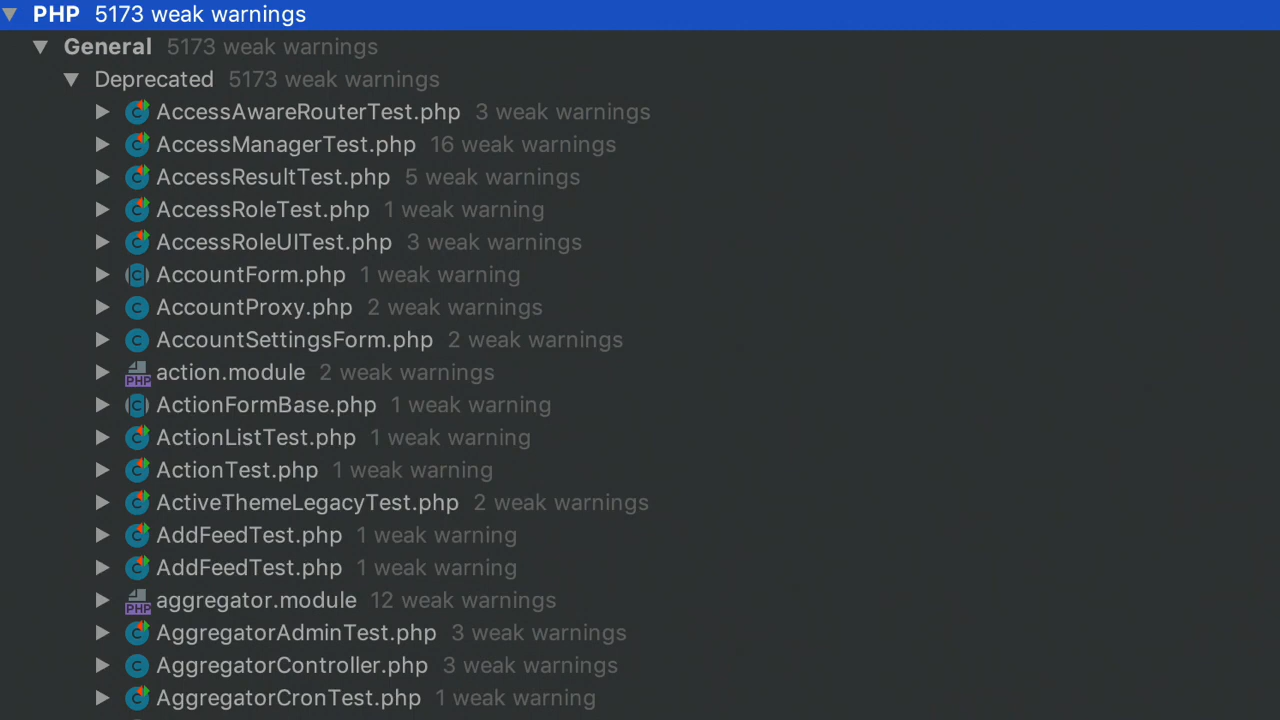 PHP 5173 weak warnings
General 5173 weak warnings
Deprecated 5173 weak warnings
C AccessAwareRouterTest.php 3 weak warnings
C AccessManagerTest.php 16 weak warnings
C AccessResultTest.php 5 weak warnings
C AccessRoleTest.php 1 weak warning
C AccessRoleUITest.php 3 weak warnings
C AccountForm.php 1 weak warning
C AccountProxy.php 2 weak warnings
C AccountSettingsForm.php 2 weak warnings
PHP action.module 2 weak warnings
C ActionFormBase.php 1 weak warning
C ActionListTest.php 1 weak warning
C ActionTest.php 1 weak warning
C ActiveThemeLegacyTest.php 2 weak warnings
C AddFeedTest.php 1 weak warning
C AddFeedTest.php 1 weak warning
PHP aggregator.module 12 weak warnings
C AggregatorAdminTest.php 3 weak warnings
C AggregatorController.php 3 weak warnings
C AggregatorCronTest.php 1 weak warning